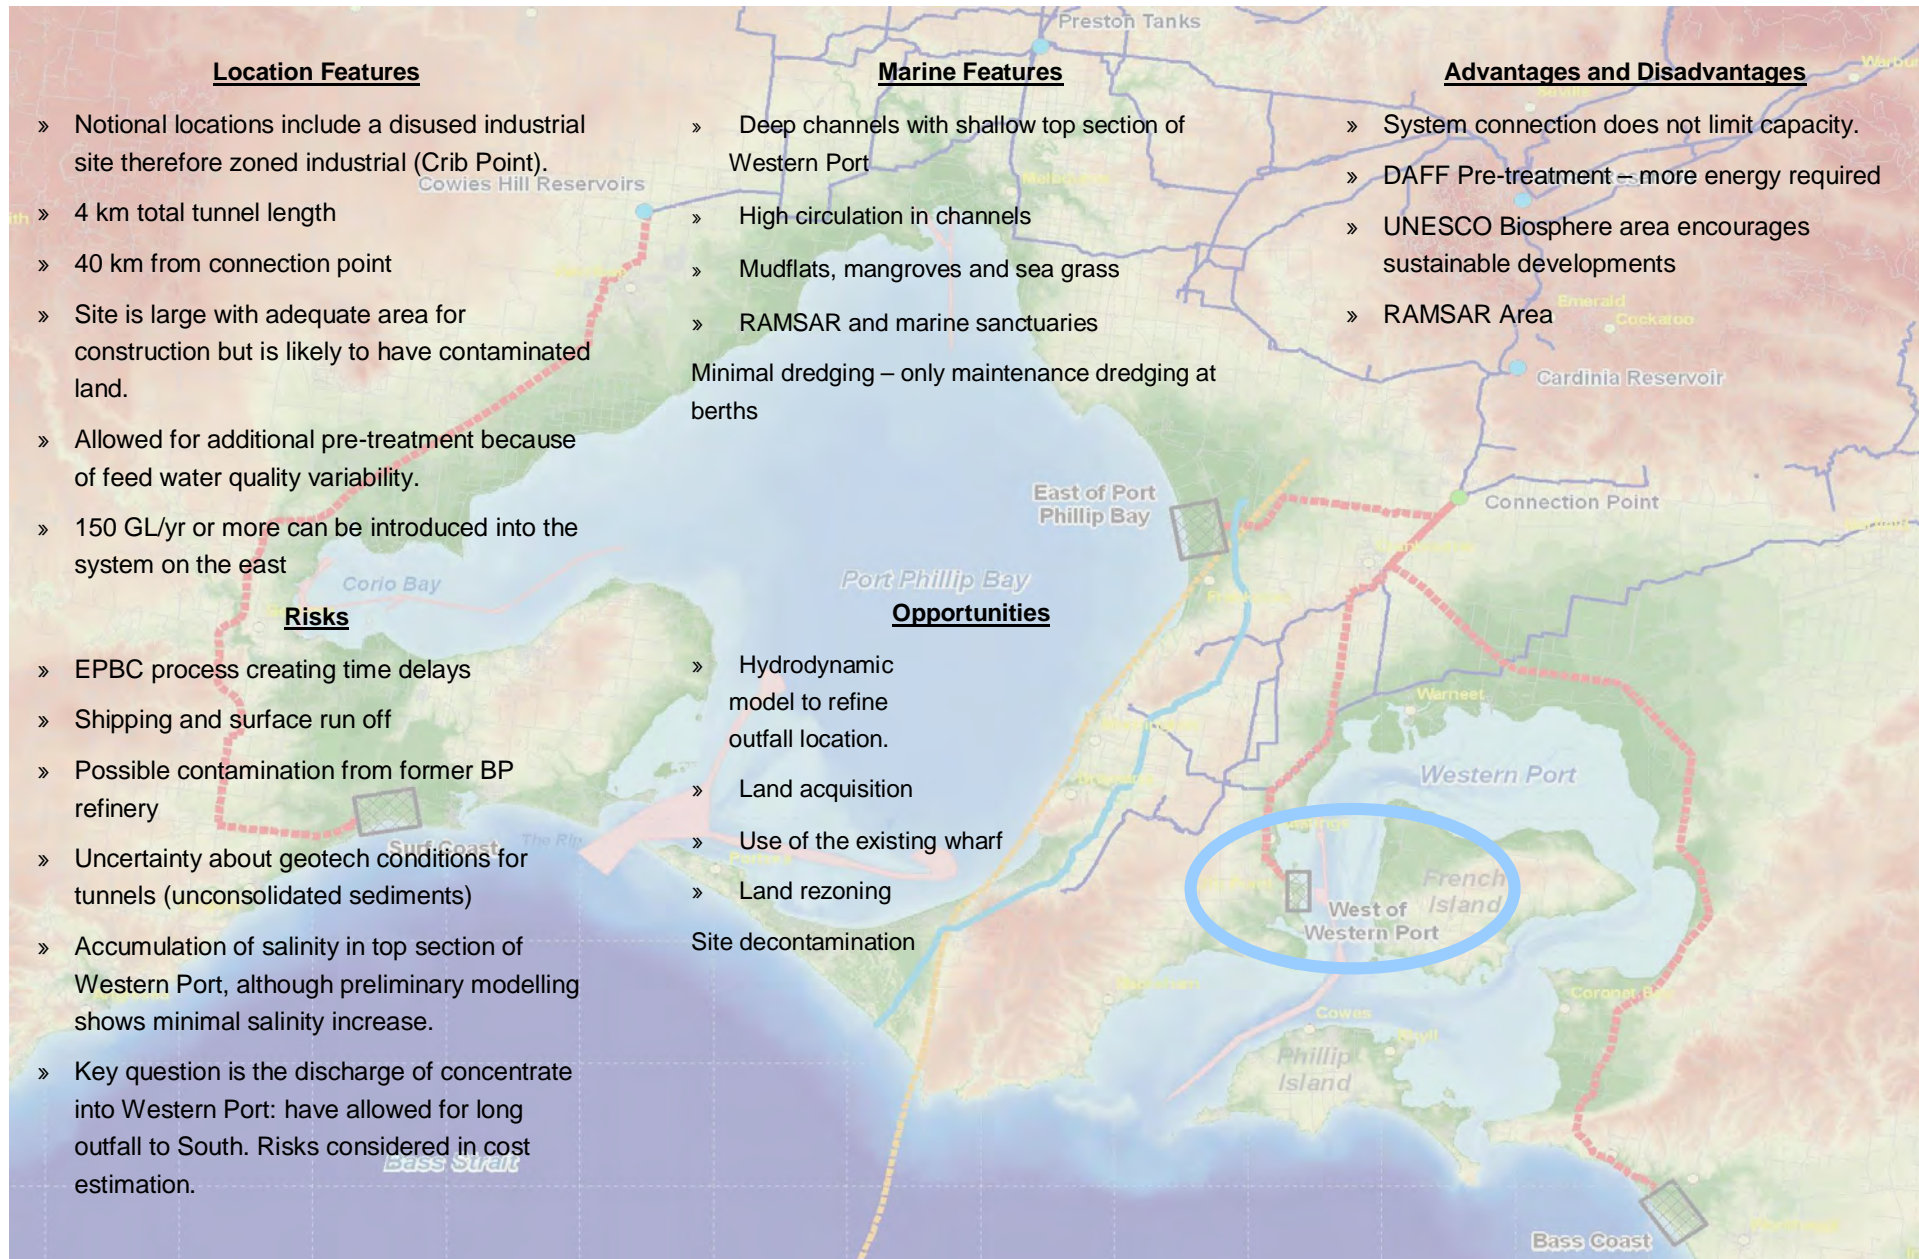 Location Features
» Notional locations include a disused industrial
site therefore zoned industrial (Crib Point).
» 4 km total tunnel length
» 40 km from connection point
» Site is large with adequate area for
construction but is likely to have contaminated
land.
» Allowed for additional pre-treatment because
of feed water quality variability.
» 150 GL/yr or more can be introduced into the
system on the east
Risks
» EPBC process creating time delays
» Shipping and surface run off
» Possible contamination from former BP
refinery
» Uncertainty about geotech conditions for
tunnels (unconsolidated sediments)
» Accumulation of salinity in top section of
Western Port, although preliminary modelling
shows minimal salinity increase.
» Key question is the discharge of concentrate
into Western Port: have allowed for long
outfall to South. Risks considered in cost
estimation.
Marine Features
» Deep channels with shallow top section of
Western Port
» High circulation in channels
» Mudflats, mangroves and sea grass
» RAMSAR and marine sanctuaries
Minimal dredging – only maintenance dredging at
berths
Opportunities
» Hydrodynamic
model to refine
outfall location.
» Land acquisition
» Use of the existing wharf
» Land rezoning
Site decontamination
Advantages and Disadvantages
» System connection does not limit capacity.
» DAFF Pre-treatment – more energy required
» UNESCO Biosphere area encourages
sustainable developments
» RAMSAR Area
Preston Tanks
Cowies Hill Reservoirs
Melbourne
Emerald
Cockatoo
Cardinia Reservoir
East of Port
Phillip Bay
Connection Point
Corio Bay
Port Phillip Bay
Frankston
Warneet
Western Port
Hastings
French
Island
West of
Western Port
Surf Coast
The Rip
Cowes
Rhyll
Phillip
Island
Coronet Bay
Bass Strait
Bass Coast